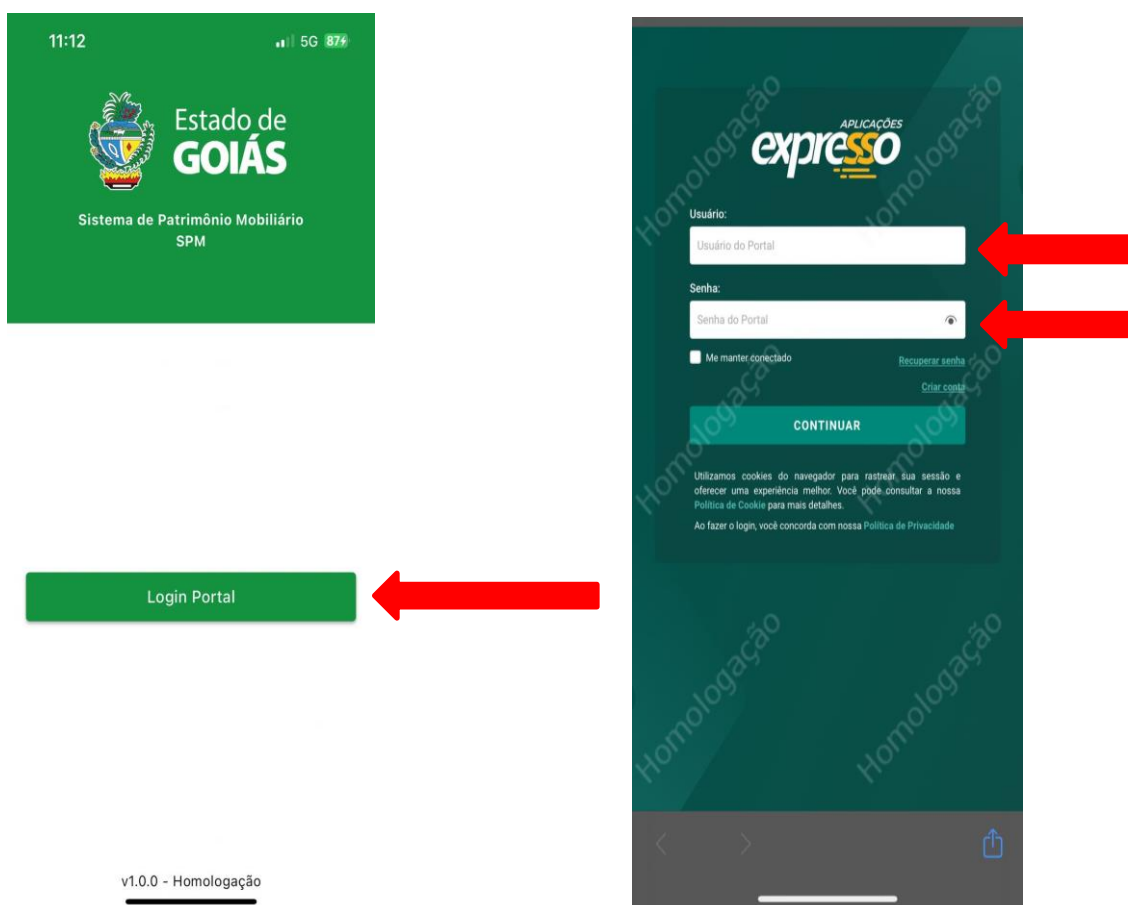 11:12
5G 87
Estado de
GOIÁS
Sistema de Patrimônio Mobiliário
SPM
Login Portal
v1.0.0 - Homologação
Homologação
Homologação
APLICAÇÕES
expresso
Usuário:
Usuário do Portal
Senha:
Senha do Portal
Me manter conectado
Recuperar senha
Criar conta
CONTINUAR
Homologação
Homologação
Utilizamos cookies do navegador para rastrear sua sessão e
oferecer uma experiência melhor. Você pode consultar a nossa
Política de Cookie para mais detalhes.
Ao fazer o login, você concorda com nossa Política de Privacidade
Homologação
Homologação